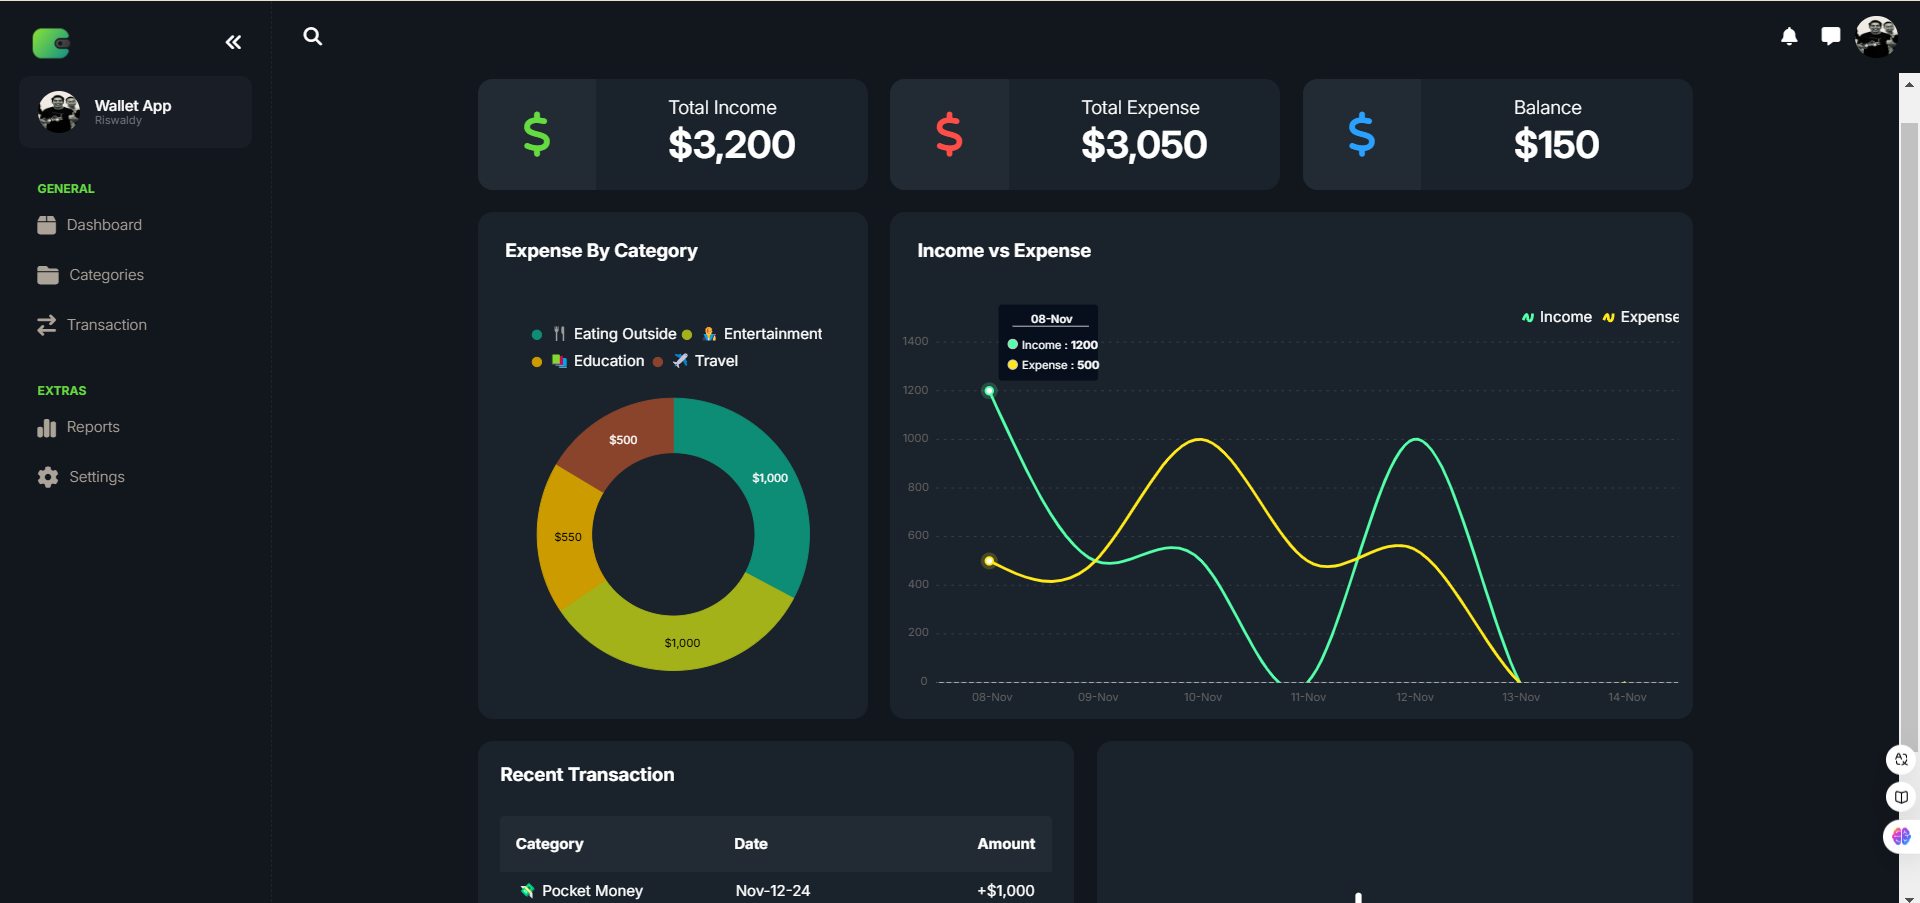 Wallet App
Riswaldy
GENERAL
Dashboard
Categories
Transaction
EXTRAS
Reports
Settings
Total Income
$3,200
Total Expense
$3,050
Balance
$150
Expense By Category
Eating Outside Entertainment
Education Travel
$500
$1,000
$550
$1,000
Income vs Expense
Income Expense
08-Nov
Income : 1200
Expense : 500
1400
1200
1000
800
600
400
200
0
08-Nov 09-Nov 10-Nov 11-Nov 12-Nov 13-Nov 14-Nov
Recent Transaction
Category Date Amount
Pocket Money Nov-12-24 +$1,000